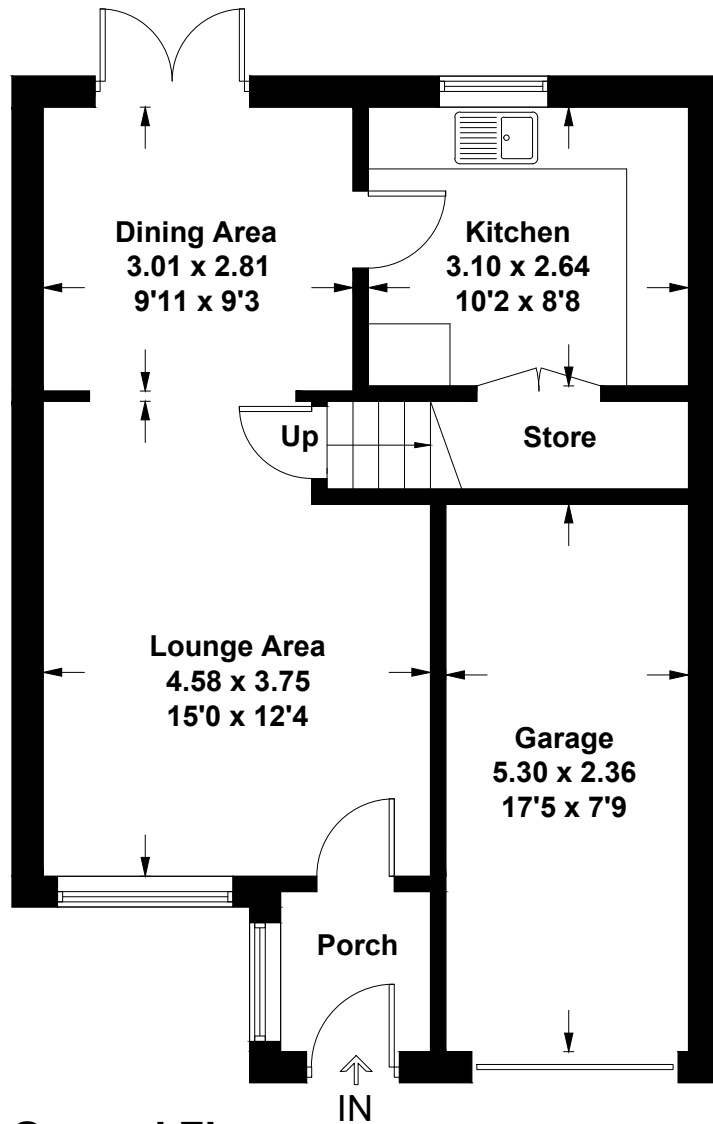 Dining Area
3.01 x 2.81
9'11 x 9'3
Kitchen
3.10 x 2.64
10'2 x 8'8
Up
Store
Lounge Area
4.58 x 3.75
15'0 x 12'4
Garage
5.30 x 2.36
17'5 x 7'9
Porch
IN